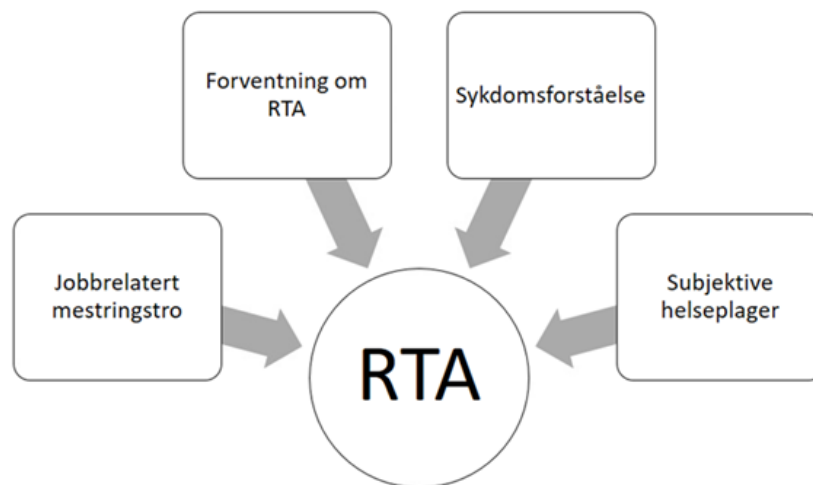 Forventning om
RTA
Sykdomsforståelse
Jobbrelatert
mestringstro
Subjektive
helseplager
RTA